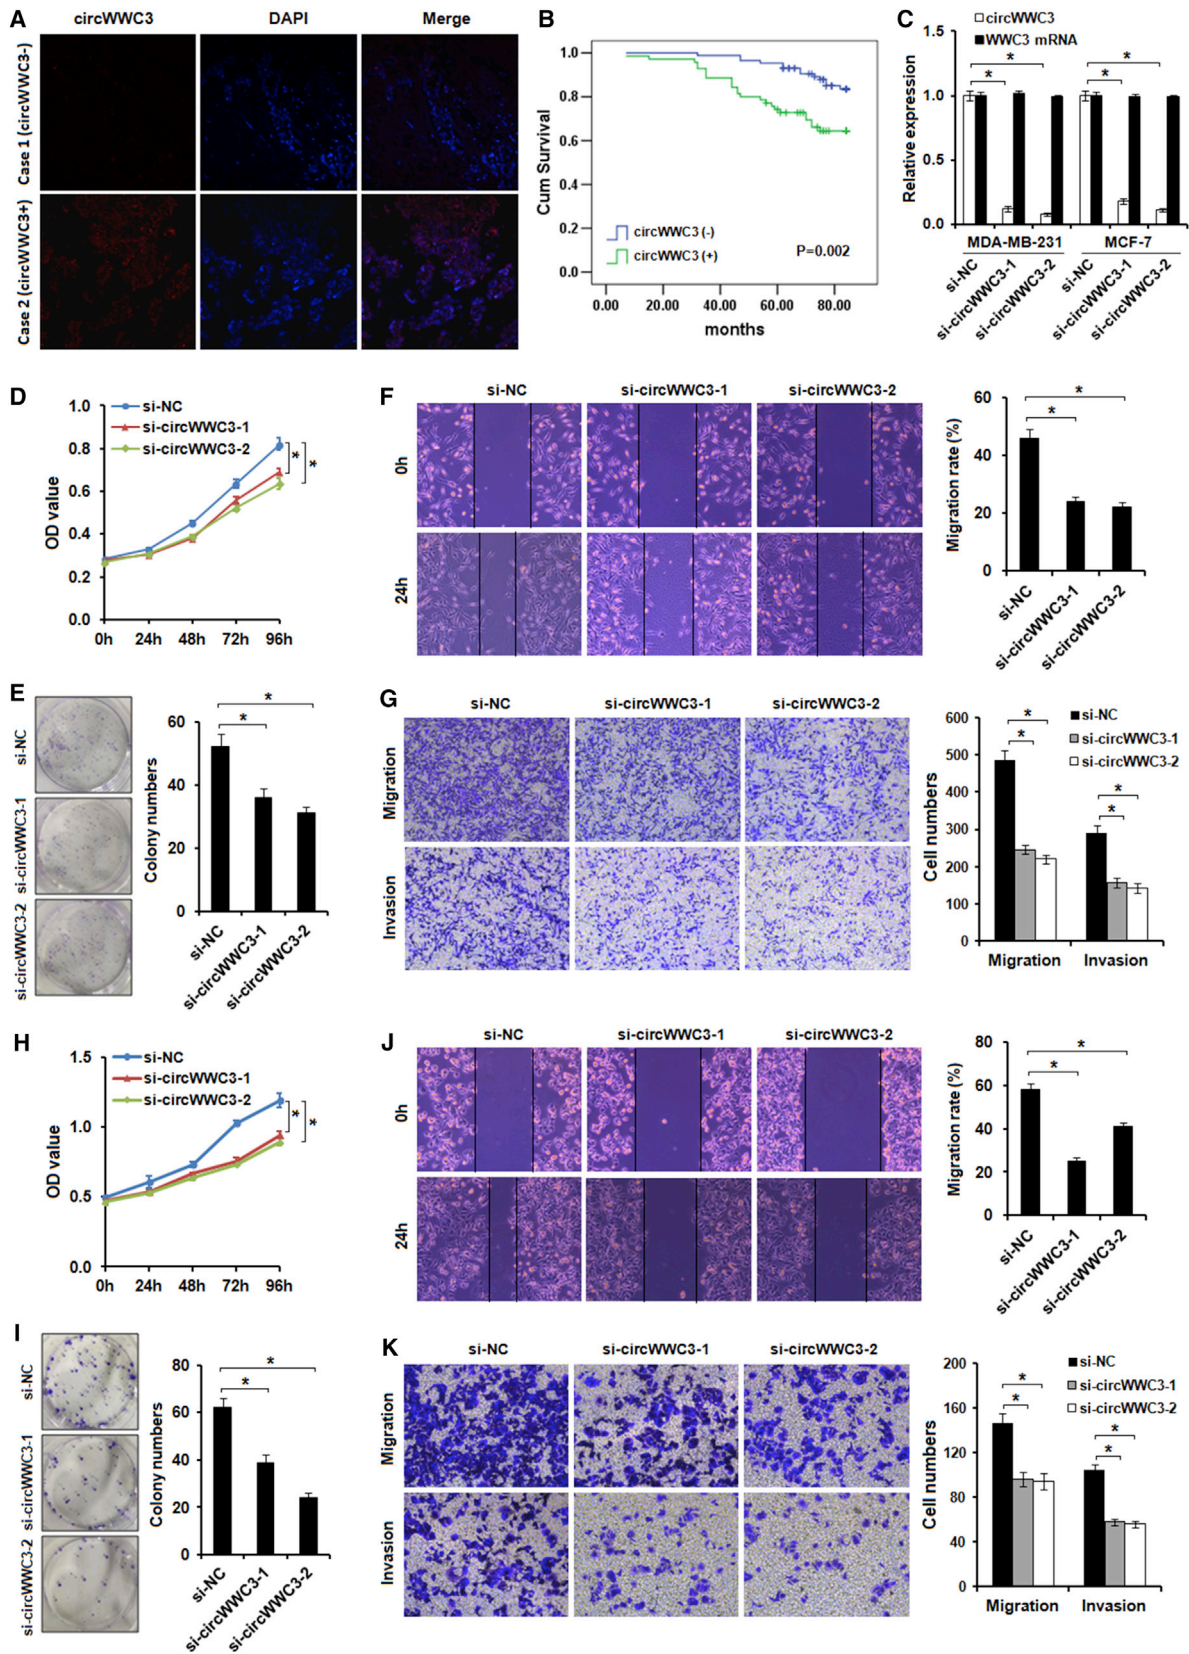 A
circWWC3
DAPI
Merge
Case 1 (circWWC3-)
Case 2 (circWWC3+)
B
Cum Survival
1.0
0.8
0.6
0.4
0.2
0.0
circWWC3 (-)
circWWC3 (+)
P=0.002
0.00
20.00
40.00
60.00
80.00
months
C
circWWC3
WWC3 mRNA
Relative expression
1.5
1.0
0.5
0.0
* * * *
MDA-MB-231
MCF-7
si-NC
si-circWWC3-1
si-circWWC3-2
si-NC
si-circWWC3-1
si-circWWC3-2
D
OD value
1.0
0.8
0.6
0.4
0.2
0.0
si-NC
si-circWWC3-1
si-circWWC3-2
* *
0h
24h
48h
72h
96h
F
si-NC
si-circWWC3-1
si-circWWC3-2
0h
24h
Migration rate (%)
60
40
20
0
* *
si-NC
si-circWWC3-1
si-circWWC3-2
E
si-NC
si-circWWC3-1
si-circWWC3-2
Colony numbers
60
40
20
0
* *
si-NC
si-circWWC3-1
si-circWWC3-2
G
si-NC
si-circWWC3-1
si-circWWC3-2
Migration
Invasion
Cell numbers
600
500
400
300
200
100
0
si-NC
si-circWWC3-1
si-circWWC3-2
* * * *
Migration
Invasion
H
OD value
1.5
1.0
0.5
0.0
si-NC
si-circWWC3-1
si-circWWC3-2
* *
0h
24h
48h
72h
96h
J
si-NC
si-circWWC3-1
si-circWWC3-2
0h
24h
Migration rate (%)
80
60
40
20
0
* *
si-NC
si-circWWC3-1
si-circWWC3-2
I
si-NC
si-circWWC3-1
si-circWWC3-2
Colony numbers
80
60
40
20
0
* *
si-NC
si-circWWC3-1
si-circWWC3-2
K
si-NC
si-circWWC3-1
si-circWWC3-2
Migration
Invasion
Cell numbers
200
160
120
80
40
0
si-NC
si-circWWC3-1
si-circWWC3-2
* * * *
Migration
Invasion